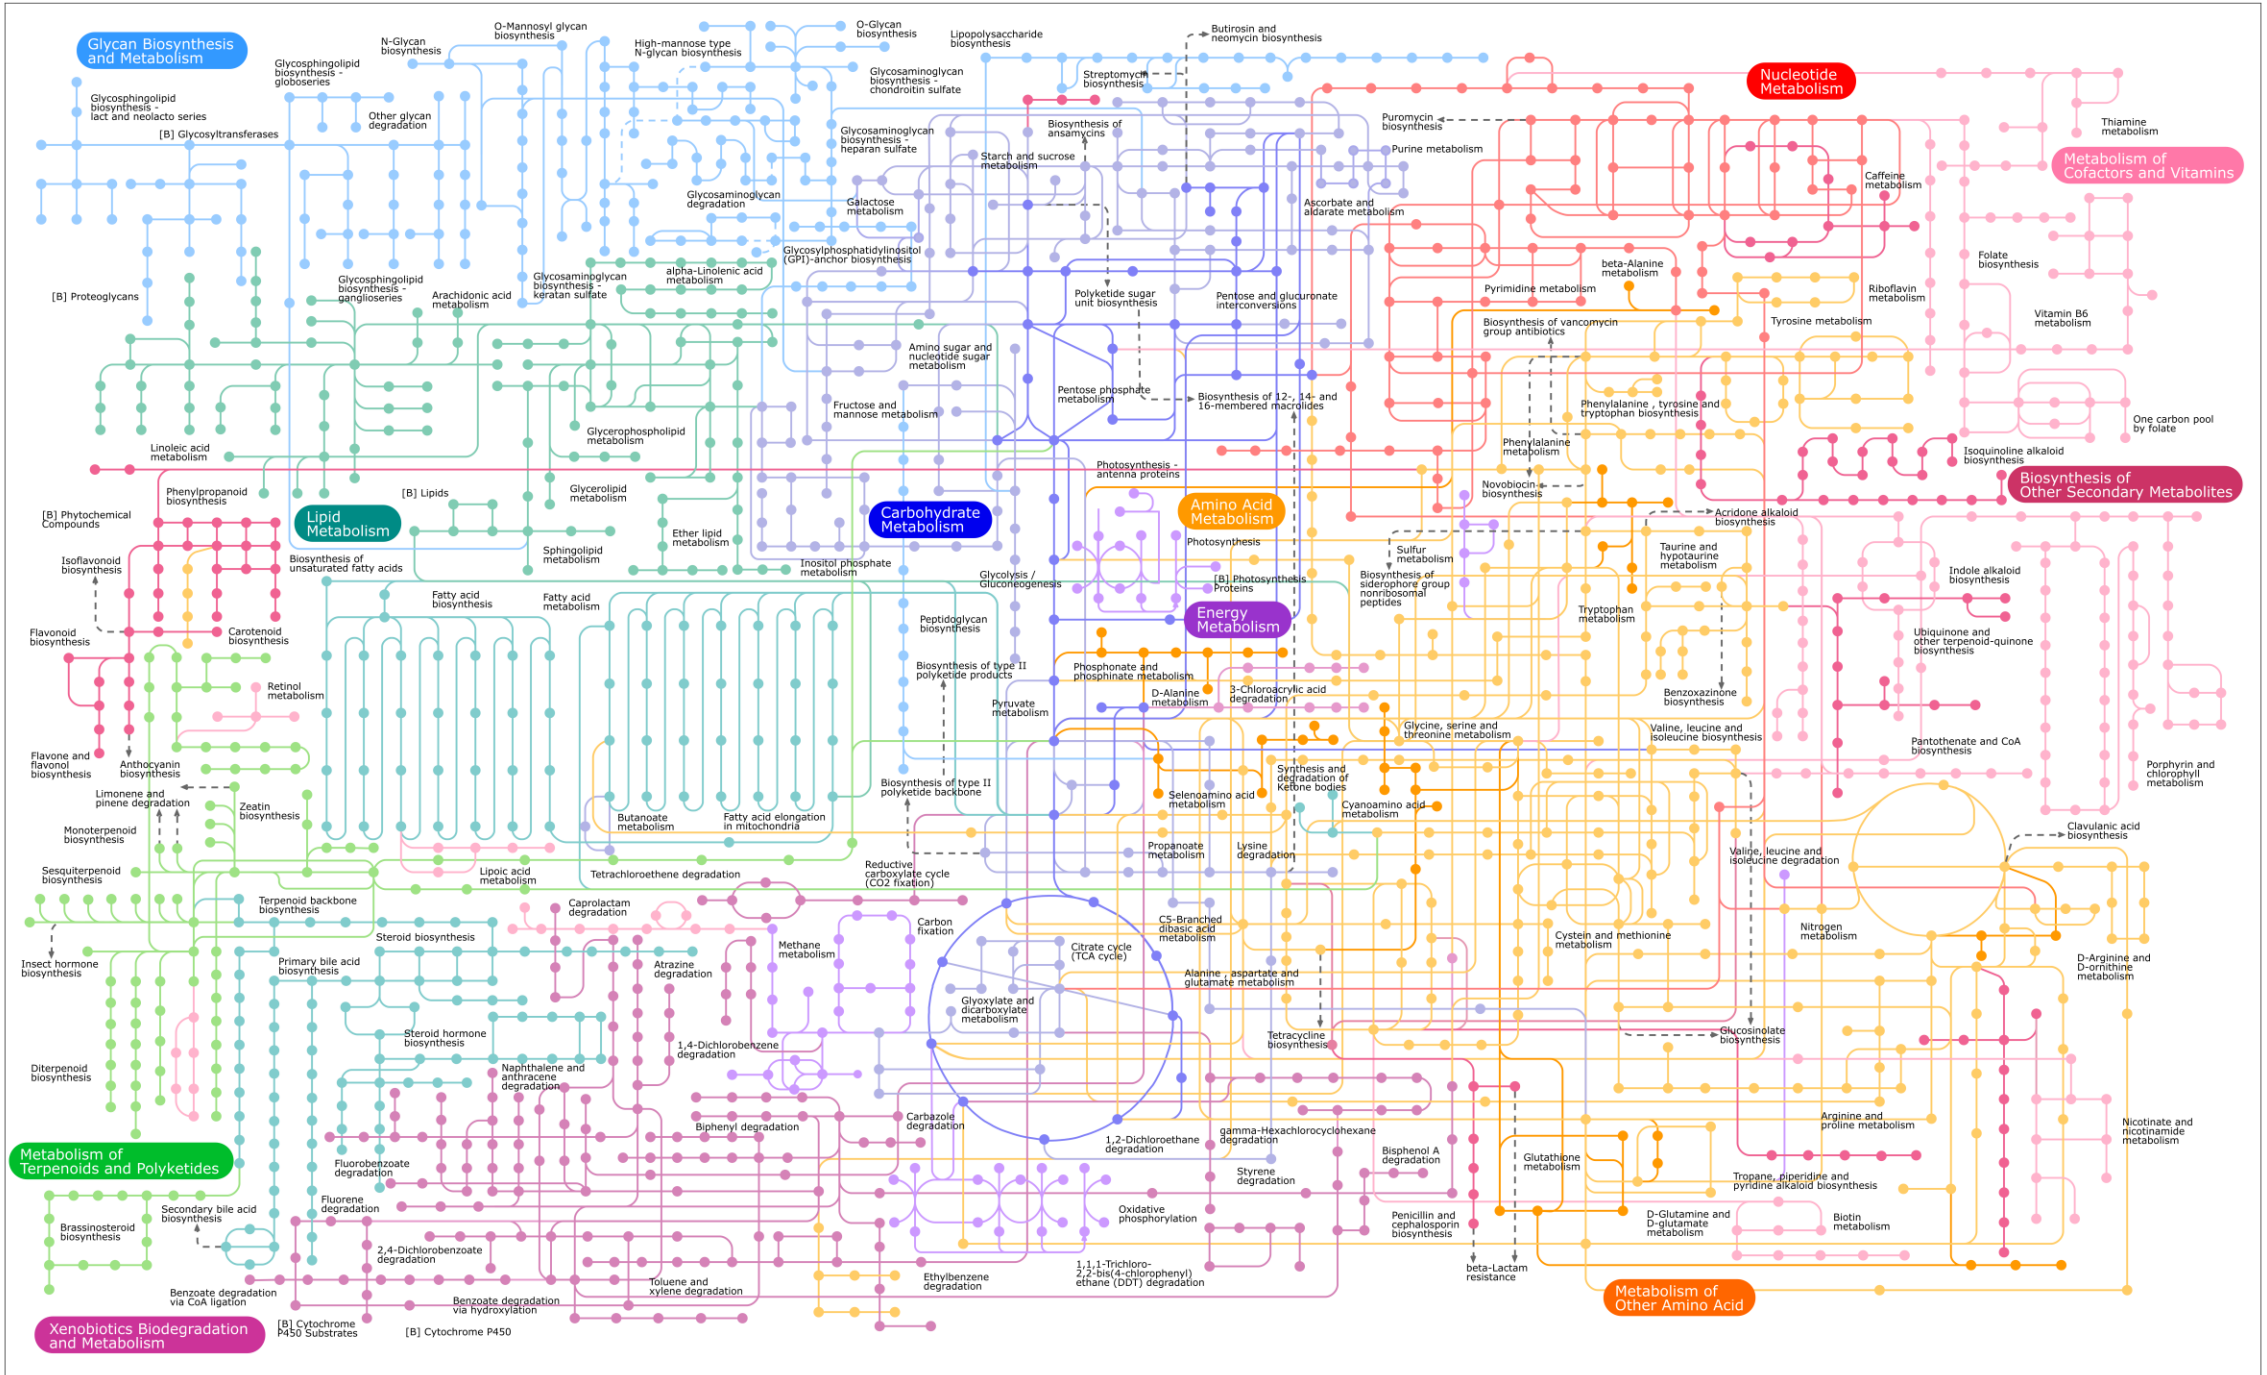 Glycan Biosynthesis
and Metabolism
N-Glycan
biosynthesis
O-Mannosyl glycan
biosynthesis
High-mannose type
N-glycan biosynthesis
O-Glycan
biosynthesis
Lipopolysaccharide
biosynthesis
Butirosin and
neomycin biosynthesis
Glycosphingolipid
biosynthesis -
globoseries
Glycosaminoglycan
biosynthesis -
chondroitin sulfate
Streptomycin
biosynthesis
Nucleotide
Metabolism
Glycosphingolipid
biosynthesis -
lact and neolacto series
Other glycan
degradation
[B] Glycosyltransferases
Glycosaminoglycan
biosynthesis -
heparan sulfate
Biosynthesis of
ansamycins
Puromycin
biosynthesis
Thiamine
metabolism
Starch and sucrose
metabolism
Purine metabolism
Metabolism of
Cofactors and Vitamins
Caffeine
metabolism
Glycosaminoglycan
degradation
Galactose
metabolism
Ascorbate and
aldarate metabolism
Glycosylphosphatidylinositol
(GPI)-anchor biosynthesis
Folate
biosynthesis
[B] Proteoglycans
Glycosphingolipid
biosynthesis -
ganglioseries
Arachidonic acid
metabolism
Glycosaminoglycan
biosynthesis -
keratan sulfate
alpha-Linolenic acid
metabolism
Polyketide sugar
unit biosynthesis
Pentose and glucuronate
interconversions
beta-Alanine
metabolism
Pyrimidine metabolism
Riboflavin
metabolism
Biosynthesis of vancomycin
group antibiotics
Tyrosine metabolism
Vitamin B6
metabolism
Amino sugar and
nucleotide sugar
metabolism
Pentose phosphate
metabolism
Biosynthesis of 12-, 14- and
16-membered macrolides
Fructose and
mannose metabolism
Phenylalanine , tyrosine and
tryptophan biosynthesis
One carbon pool
by folate
Linoleic acid
metabolism
Glycerophospholipid
metabolism
Phenylalanine
metabolism
Isoquinoline alkaloid
biosynthesis
Photosynthesis -
antenna proteins
Biosynthesis of
Other Secondary Metabolites
Phenylpropanoid
biosynthesis
[B] Lipids
Glycerolipid
metabolism
Novobiocin
biosynthesis
[B] Phytochemical
Compounds
Lipid
Metabolism
Carbohydrate
Metabolism
Amino Acid
Metabolism
Acridone alkaloid
biosynthesis
Ether lipid
metabolism
Photosynthesis
Isoflavonoid
biosynthesis
Biosynthesis of
unsaturated fatty acids
Sphingolipid
metabolism
Inositol phosphate
metabolism
Glycolysis /
Gluconeogenesis
[B] Photosynthesis
Proteins
Sulfur
metabolism
Biosynthesis of
siderophore group
nonribosomal
peptides
Taurine and
hypotaurine
metabolism
Indole alkaloid
biosynthesis
Fatty acid
biosynthesis
Fatty acid
metabolism
Energy
Metabolism
Tryptophan
metabolism
Flavonoid
biosynthesis
Carotenoid
biosynthesis
Peptidoglycan
biosynthesis
Ubiquinone and
other terpenoid-quinone
biosynthesis
Biosynthesis of type II
polyketide products
Phosphonate and
phosphinate metabolism
Retinol
metabolism
Pyruvate
metabolism
D-Alanine
metabolism
3-Chloroacrylic acid
degradation
Benzoxazinone
biosynthesis
Glycine, serine and
threonine metabolism
Valine, leucine and
isoleucine biosynthesis
Pantothenate and CoA
biosynthesis
Flavone and
flavonol
biosynthesis
Anthocyanin
biosynthesis
Porphyrin and
chlorophyll
metabolism
Limonene and
pinene degradation
Biosynthesis of type II
polyketide backbone
Synthesis and
degradation of
Ketone bodies
Selenoamino acid
metabolism
Cyanoamino acid
metabolism
Zeatin
biosynthesis
Monoterpenoid
biosynthesis
Butanoate
metabolism
Fatty acid elongation
in mitochondria
Clavulanic acid
biosynthesis
Sesquiterpenoid
biosynthesis
Lipoic acid
metabolism
Tetrachloroethene degradation
Reductive
carboxylate cycle
(CO2 fixation)
Propanoate
metabolism
Lysine
degradation
Valine, leucine and
isoleucine degradation
Terpenoid backbone
biosynthesis
Caprolactam
degradation
Carbon
fixation
C5-Branched
dibasic acid
metabolism
Nitrogen
metabolism
Steroid biosynthesis
Methane
metabolism
Citrate cycle
(TCA cycle)
Cystein and methionine
metabolism
Insect hormone
biosynthesis
Primary bile acid
biosynthesis
Atrazine
degradation
Alanine , aspartate and
glutamate metabolism
D-Arginine and
D-ornithine
metabolism
Glyoxylate and
dicarboxylate
metabolism
Steroid hormone
biosynthesis
Tetracycline
biosynthesis
Glucosinolate
biosynthesis
1,4-Dichlorobenzene
degradation
Diterpenoid
biosynthesis
Naphthalene and
anthracene
degradation
Carbazole
degradation
Biphenyl degradation
1,2-Dichloroethane
degradation
gamma-Hexachlorocyclohexane
degradation
Arginine and
proline metabolism
Nicotinate and
nicotinamide
metabolism
Metabolism of
Terpenoids and Polyketides
Fluorobenzoate
degradation
Bisphenol A
degradation
Glutathione
metabolism
Styrene
degradation
Tropane, piperidine and
pyridine alkaloid biosynthesis
Fluorene
degradation
Secondary bile acid
biosynthesis
Brassinosteroid
biosynthesis
Oxidative
phosphorylation
Penicillin and
cephalosporin
biosynthesis
D-Glutamine and
D-glutamate
metabolism
Biotin
metabolism
2,4-Dichlorobenzoate
degradation
Toluene and
xylene degradation
Ethylbenzene
degradation
1,1,1-Trichloro-
2,2-bis(4-chlorophenyl)
ethane (DDT) degradation
beta-Lactam
resistance
Benzoate degradation
via CoA ligation
Benzoate degradation
via hydroxylation
Metabolism of
Other Amino Acid
Xenobiotics Biodegradation
and Metabolism
[B] Cytochrome
P450 Substrates
[B] Cytochrome P450